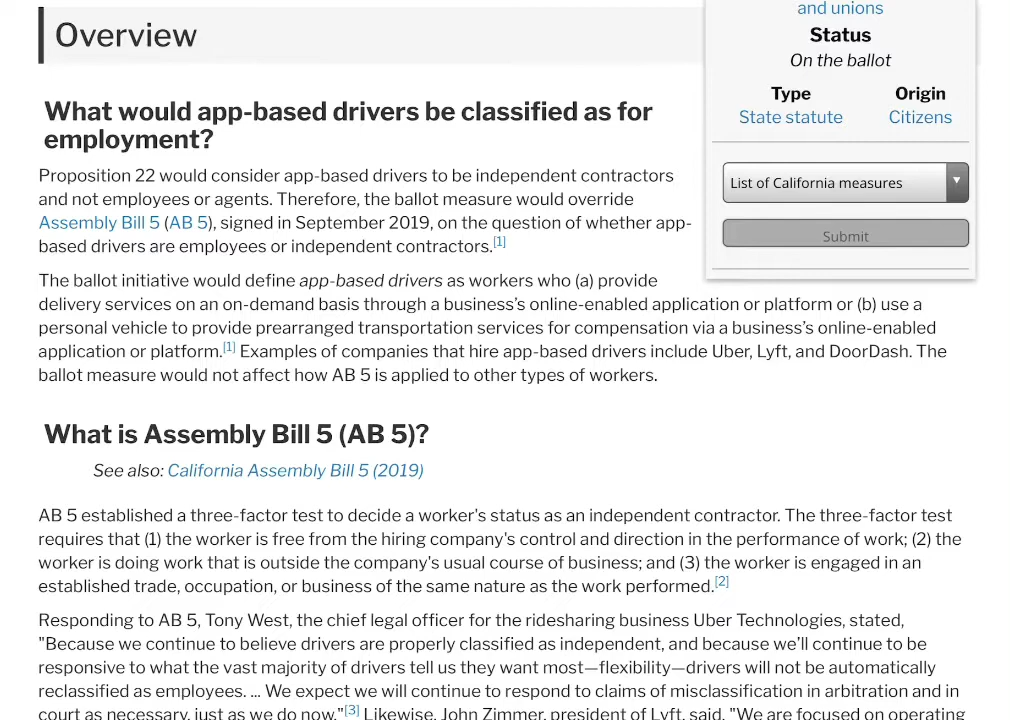 and unions
Overview
Status
On the ballot
Type Origin
State statute Citizens
List of California measures
Submit
What would app-based drivers be classified as for
employment?
Proposition 22 would consider app-based drivers to be independent contractors
and not employees or agents. Therefore, the ballot measure would override
Assembly Bill 5 (AB 5), signed in September 2019, on the question of whether app-
based drivers are employees or independent contractors.[1]
The ballot initiative would define app-based drivers as workers who (a) provide
delivery services on an on-demand basis through a business's online-enabled application or platform or (b) use a
personal vehicle to provide prearranged transportation services for compensation via a business's online-enabled
application or platform.[1] Examples of companies that hire app-based drivers include Uber, Lyft, and DoorDash. The
ballot measure would not affect how AB 5 is applied to other types of workers.
What is Assembly Bill 5 (AB 5)?
See also: California Assembly Bill 5 (2019)
AB 5 established a three-factor test to decide a worker's status as an independent contractor. The three-factor test
requires that (1) the worker is free from the hiring company's control and direction in the performance of work; (2) the
worker is doing work that is outside the company's usual course of business; and (3) the worker is engaged in an
established trade, occupation, or business of the same nature as the work performed.[2]
Responding to AB 5, Tony West, the chief legal officer for the ridesharing business Uber Technologies, stated,
"Because we continue to believe drivers are properly classified as independent, and because we'll continue to be
responsive to what the vast majority of drivers tell us they want most—flexibility—drivers will not be automatically
reclassified as employees. ... We expect we will continue to respond to claims of misclassification in arbitration and in
court as necessary, just as we do now."[3] Likewise, John Zimmer, president of Lyft, said, "We are focused on operating